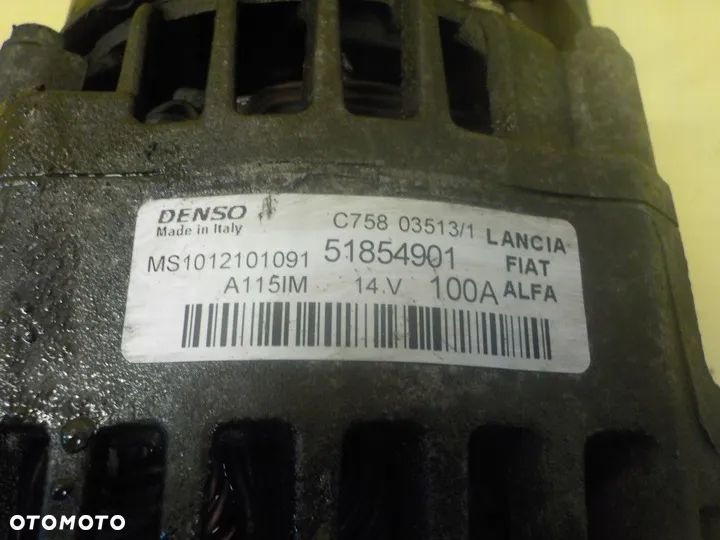 DENSO C758 03513/1 LANCIA
Made in Italy
MS1012101091 51854901 FIAT
A115IM 14.V 100A ALFA
OTOMOTO